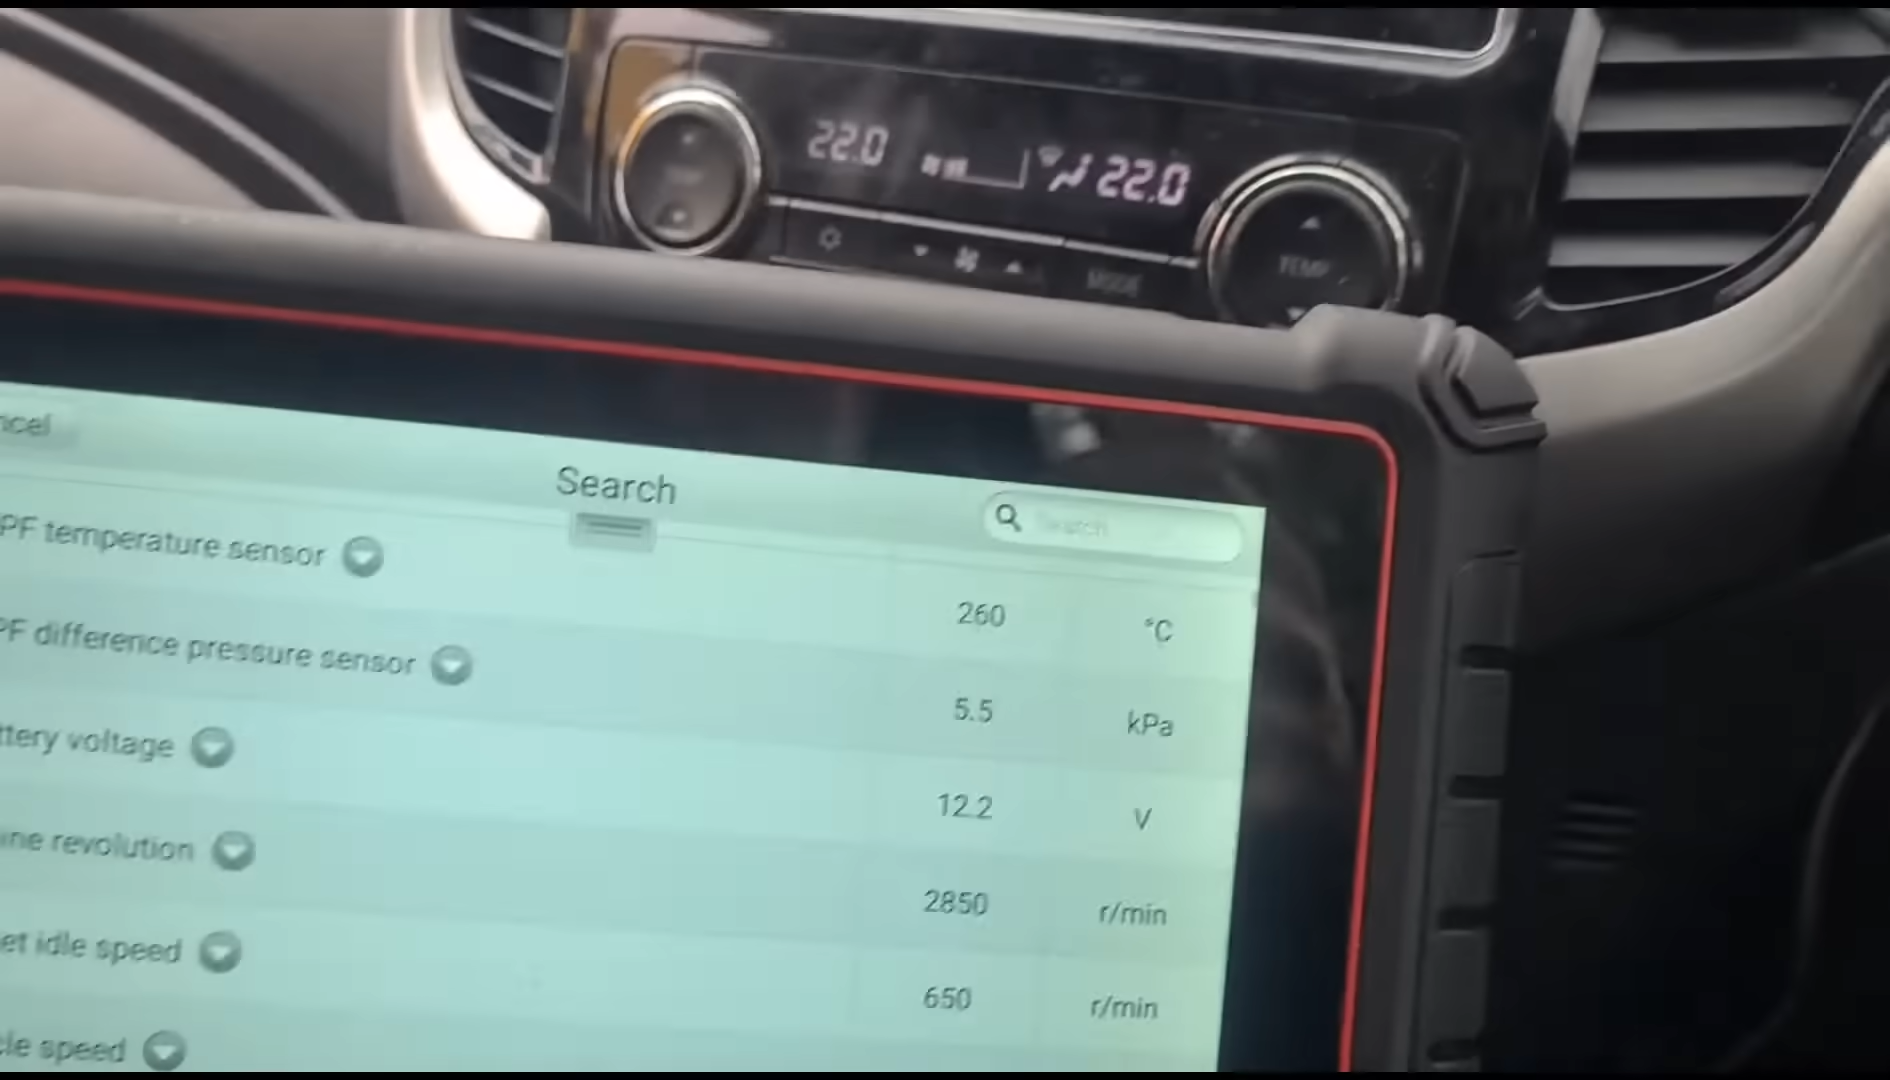 22.0 22.0
MODE
TEMP
ncel
Search
Search
PF temperature sensor 260 °C
PF difference pressure sensor 5.5 kPa
ttery voltage 12.2 V
ine revolution 2850 r/min
et idle speed 650 r/min
cle speed